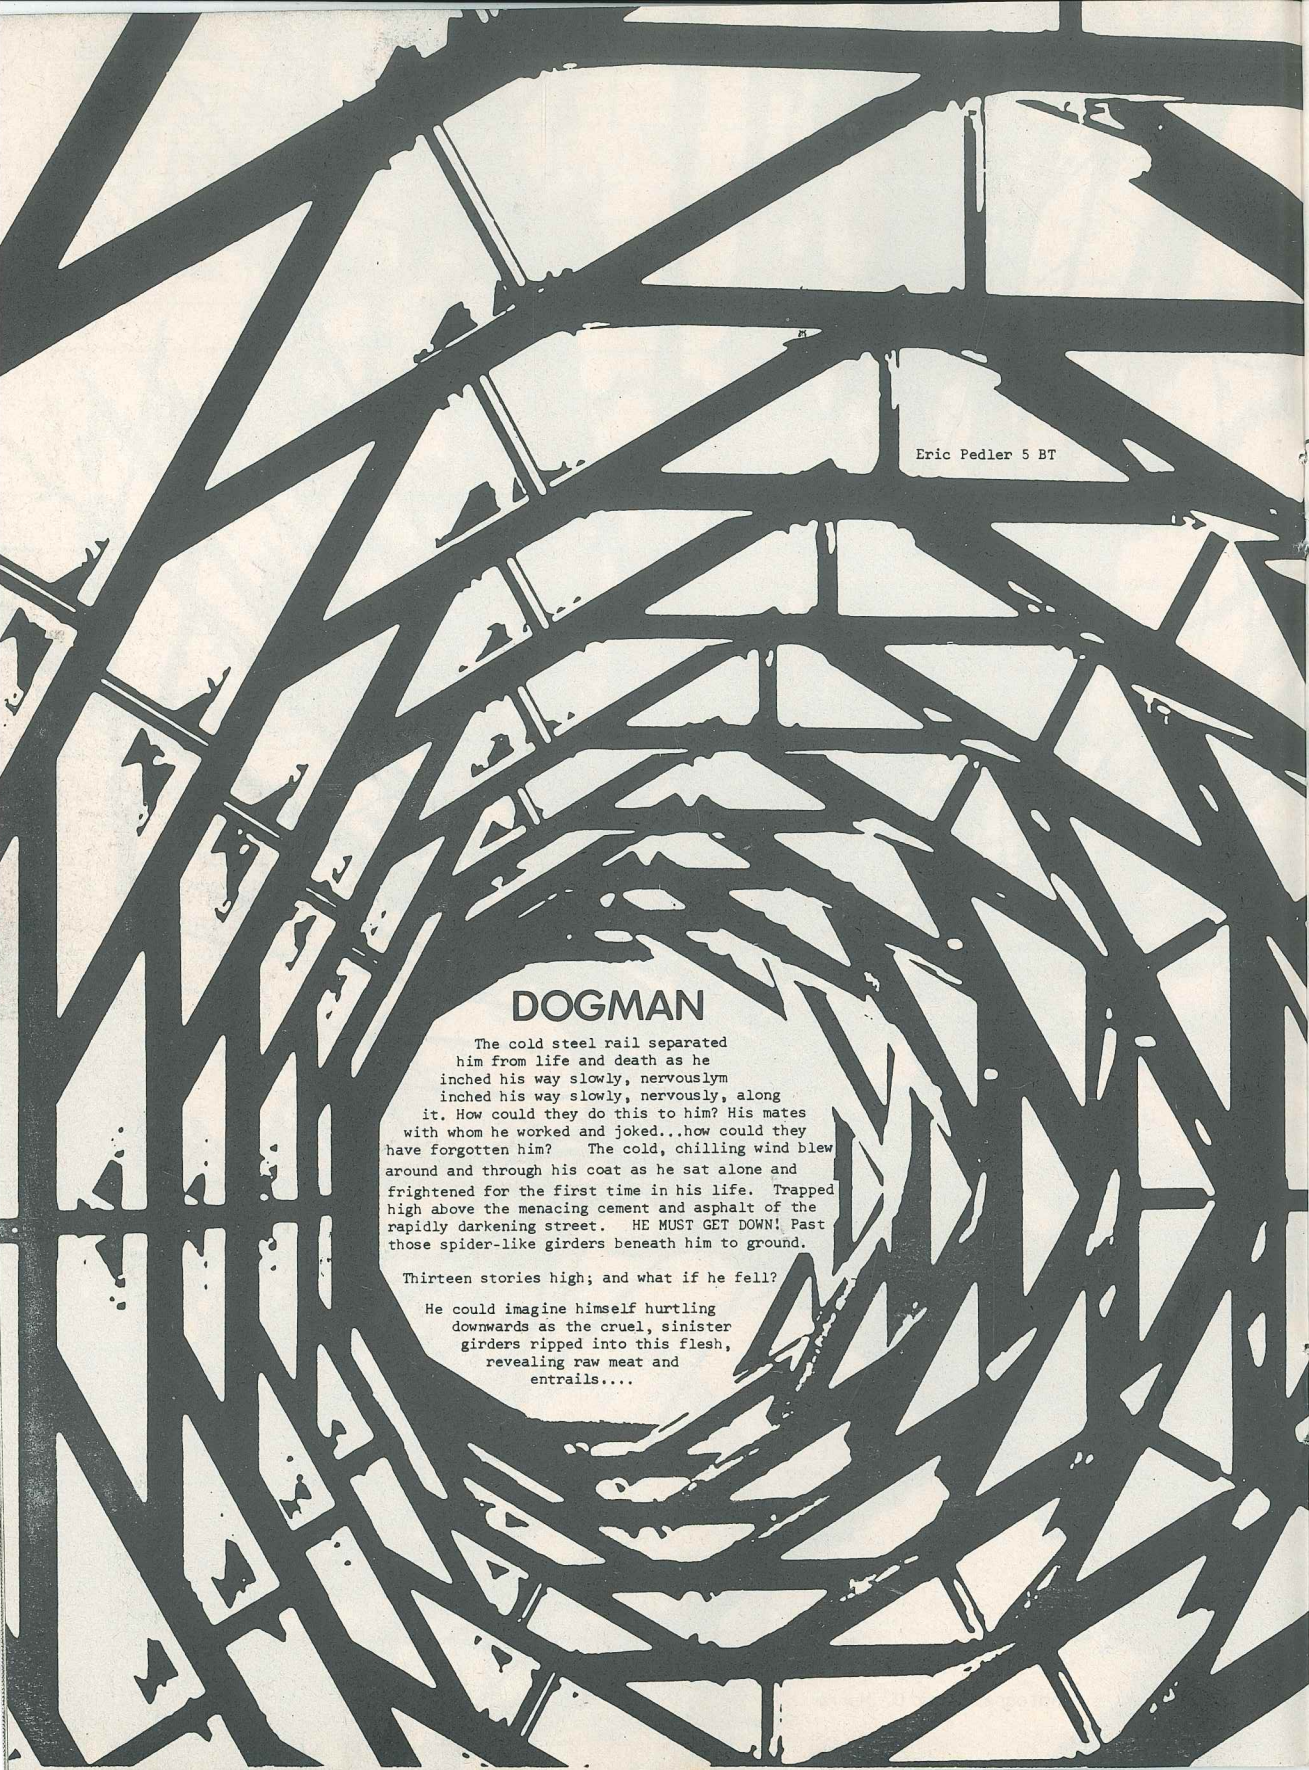 Eric Pedler 5 BT
DOGMAN
The cold steel rail separated
him from life and death as he
inched his way slowly, nervouslym
inched his way slowly, nervously, along
it. How could they do this to him? His mates
with whom he worked and joked...how could they
have forgotten him? The cold, chilling wind blew
around and through his coat as he sat alone and
frightened for the first time in his life. Trapped
high above the menacing cement and asphalt of the
rapidly darkening street. HE MUST GET DOWN! Past
those spider-like girders beneath him to ground.
Thirteen stories high; and what if he fell?
He could imagine himself hurtling
downwards as the cruel, sinister
girders ripped into this flesh,
revealing raw meat and
entrails....